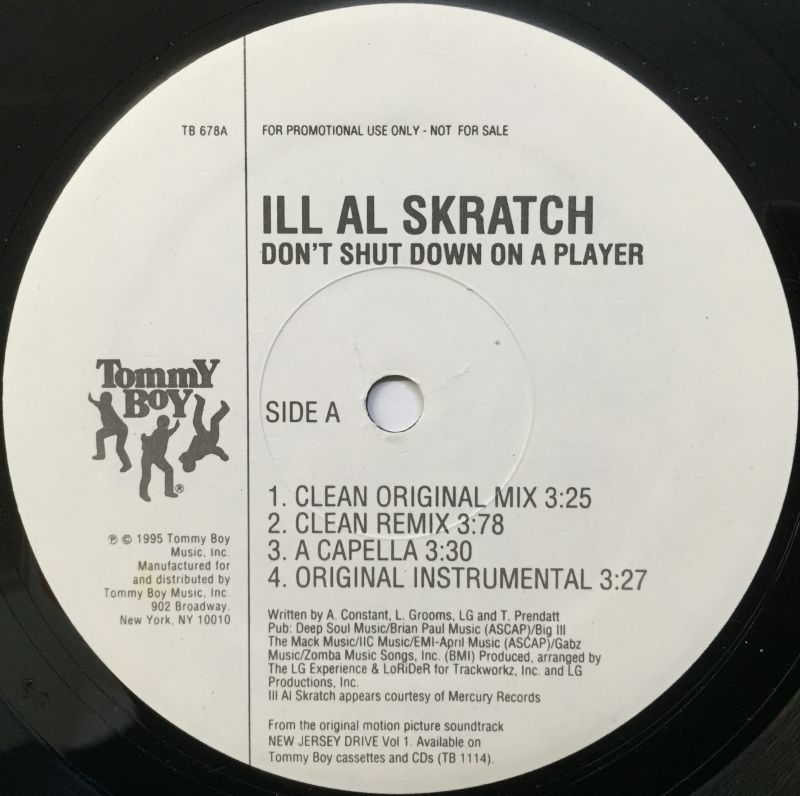 TB 678A
FOR PROMOTIONAL USE ONLY - NOT FOR SALE
ILL AL SKRATCH
DON'T SHUT DOWN ON A PLAYER
TommY
BOY
®
SIDE A
1. CLEAN ORIGINAL MIX 3:25
2. CLEAN REMIX 3:78
3. A CAPELLA 3:30
4. ORIGINAL INSTRUMENTAL 3:27
℗ © 1995 Tommy Boy
Music, Inc.
Manufactured for
and distributed by
Tommy Boy Music, Inc.
902 Broadway.
New York, NY 10010
Written by A. Constant, L. Grooms, LG and T. Prendatt
Pub: Deep Soul Music/Brian Paul Music (ASCAP)/Big Ill
The Mack Music/IIC Music/EMI-April Music (ASCAP)/Gabz
Music/Zomba Music Songs, Inc. (BMI) Produced, arranged by
The LG Experience & LoRiDeR for Trackworkz, Inc. and LG
Productions, Inc.
Ill Al Skratch appears courtesy of Mercury Records
From the original motion picture soundtrack
NEW JERSEY DRIVE Vol 1. Available on
Tommy Boy cassettes and CDs (TB 1114).